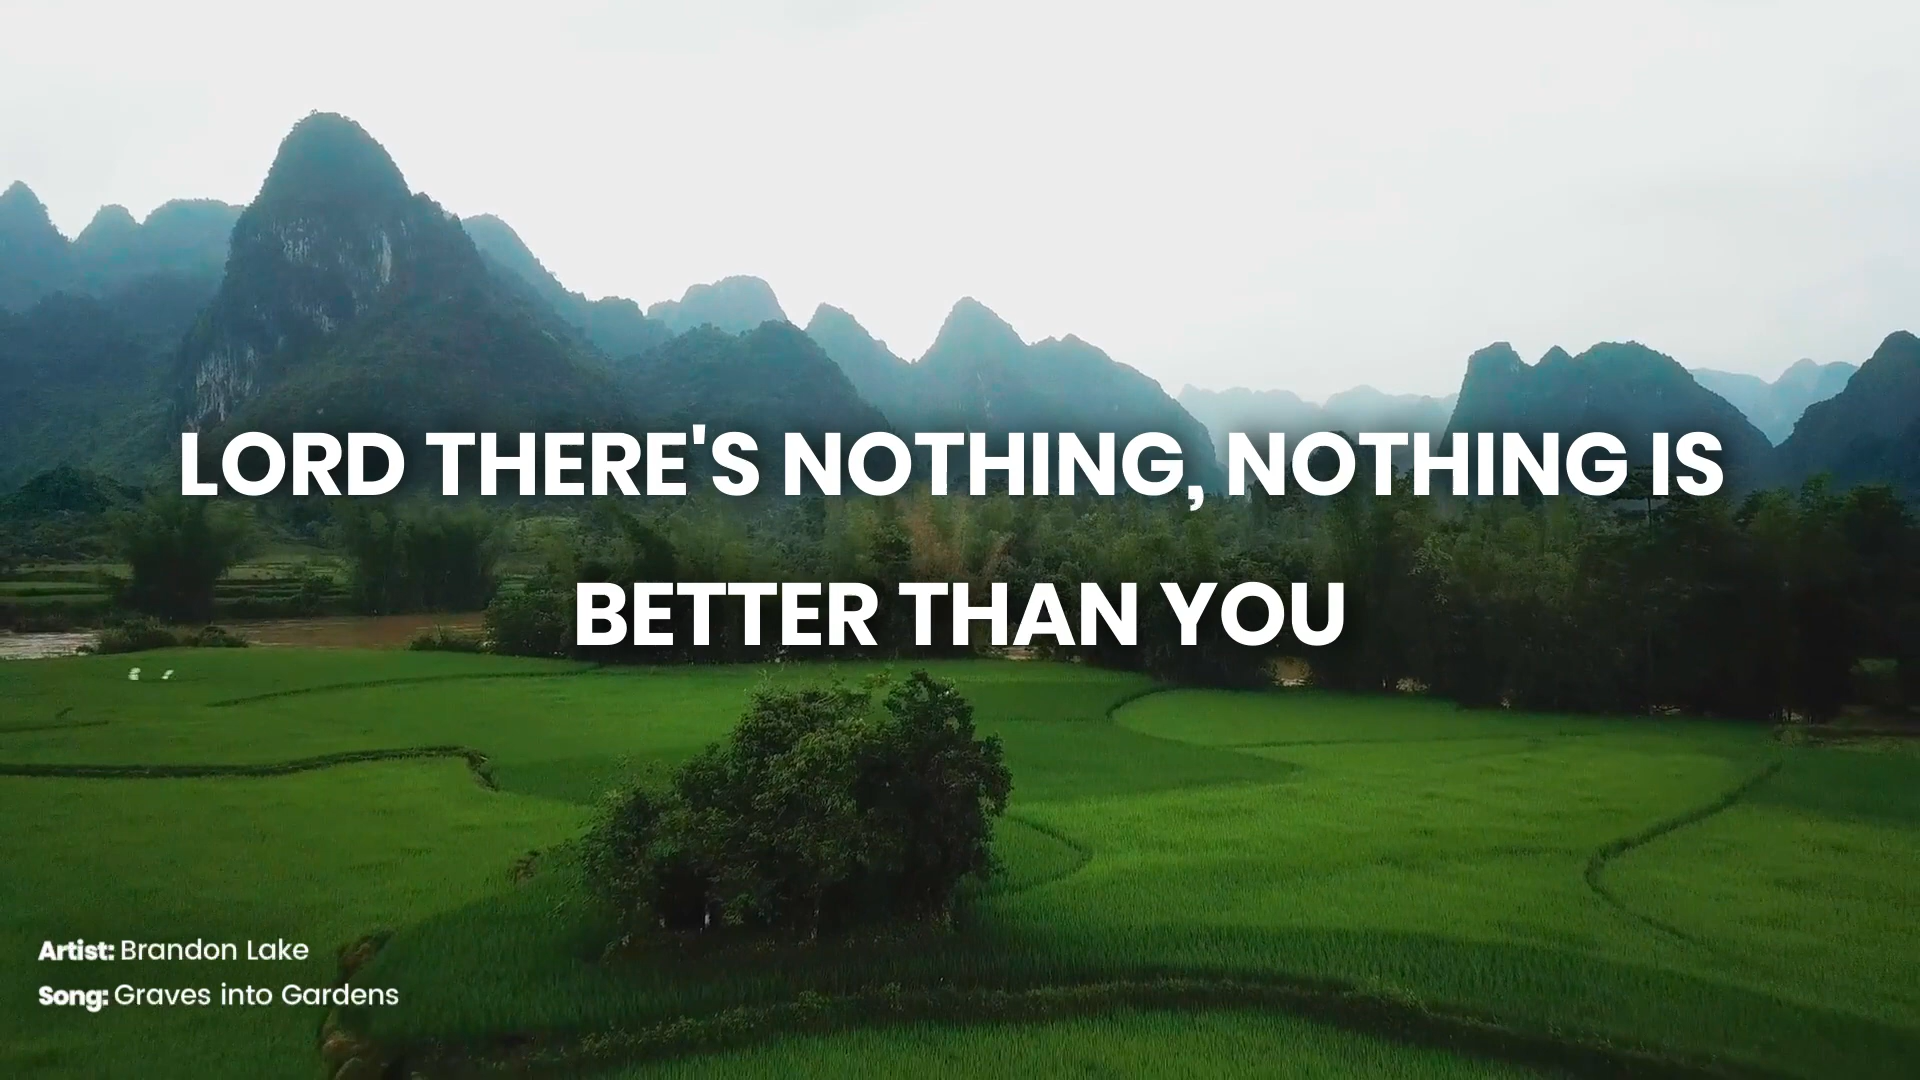 LORD THERE'S NOTHING, NOTHING IS
BETTER THAN YOU
Artist: Brandon Lake
Song: Graves into Gardens